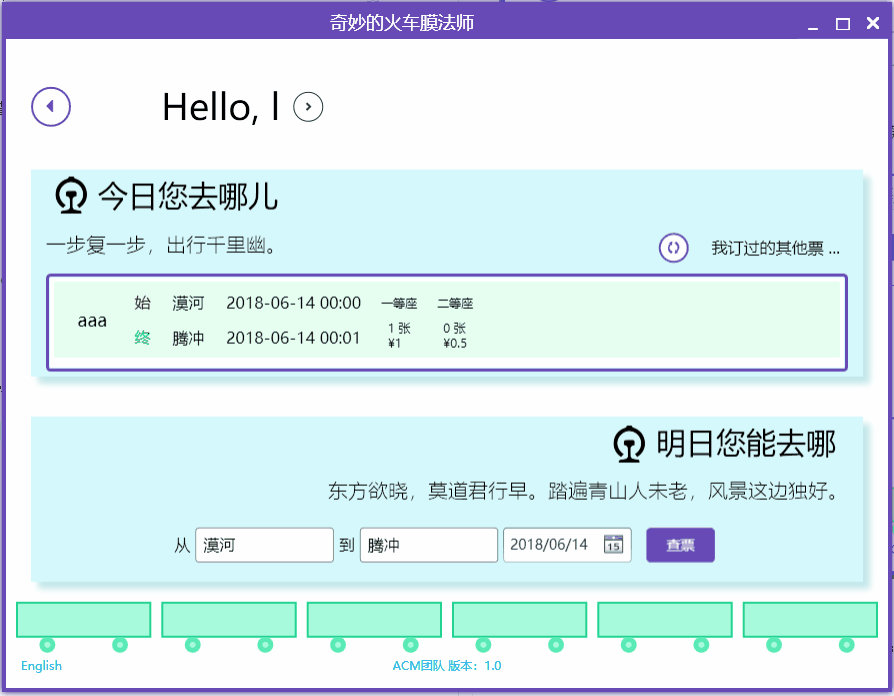 奇妙的火车膜法师
Hello, l
今日您去哪儿
一步复一步，出行千里幽。
我订过的其他票 ...
aaa
始 漠河 2018-06-14 00:00 一等座 二等座
终 腾冲 2018-06-14 00:01
1 张 0 张
¥1 ¥0.5
明日您能去哪
东方欲晓，莫道君行早。踏遍青山人未老，风景这边独好。
从 漠河 到 腾冲 2018/06/14 15 查票
English ACM团队 版本：1.0